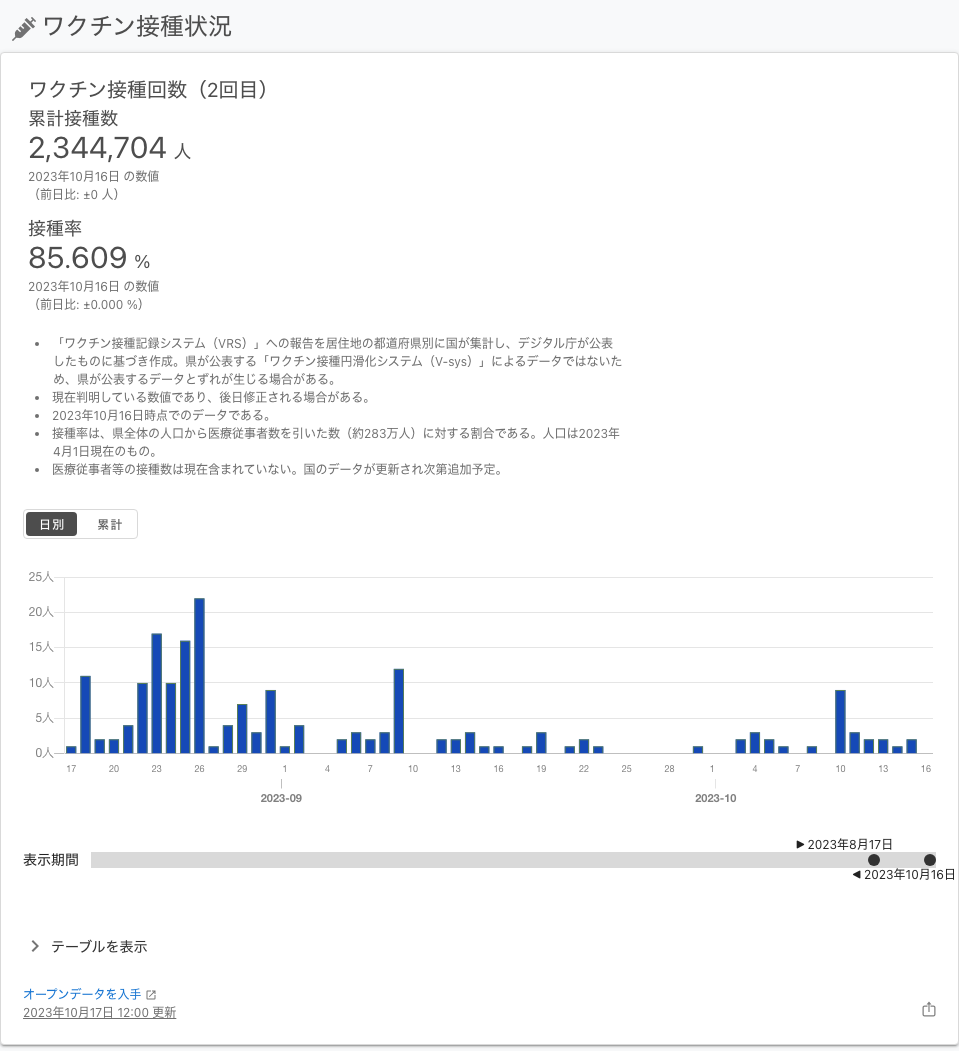 ワクチン接種状況
ワクチン接種回数（2回目）
累計接種数
2,344,704 人
2023年10月16日 の数値
（前日比: ±0 人）
接種率
85.609 %
2023年10月16日 の数値
（前日比: ±0.000 %）
• 「ワクチン接種記録システム（VRS）」への報告を居住地の都道府県別に国が集計し、デジタル庁が公表
したものに基づき作成。県が公表する「ワクチン接種円滑化システム（V-sys）」によるデータではないた
め、県が公表するデータとずれが生じる場合がある。
• 現在判明している数値であり、後日修正される場合がある。
• 2023年10月16日時点でのデータである。
• 接種率は、県全体の人口から医療従事者数を引いた数（約283万人）に対する割合である。人口は2023年
4月1日現在のもの。
• 医療従事者等の接種数は現在含まれていない。国のデータが更新され次第追加予定。
日別 累計
25人
20人
15人
10人
5人
0人
17 20 23 26 29 1 4 7 10 13 16 19 22 25 28 1 4 7 10 13 16
2023-09 2023-10
▶ 2023年8月17日
表示期間
◀ 2023年10月16日
テーブルを表示
オープンデータを入手
2023年10月17日 12:00 更新